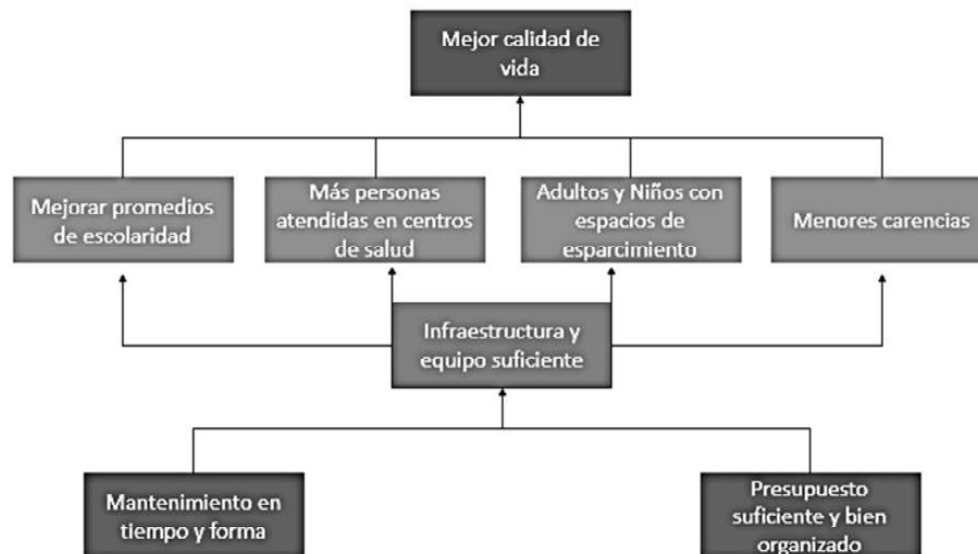 Mejor calidad de
vida
Mejorar promedios
de escolaridad
Más personas
atendidas en centros
de salud
Adultos y Niños con
espacios de
esparcimiento
Menores carencias
Infraestructura y
equipo suficiente
Mantenimiento en
tiempo y forma
Presupuesto
suficiente y bien
organizado